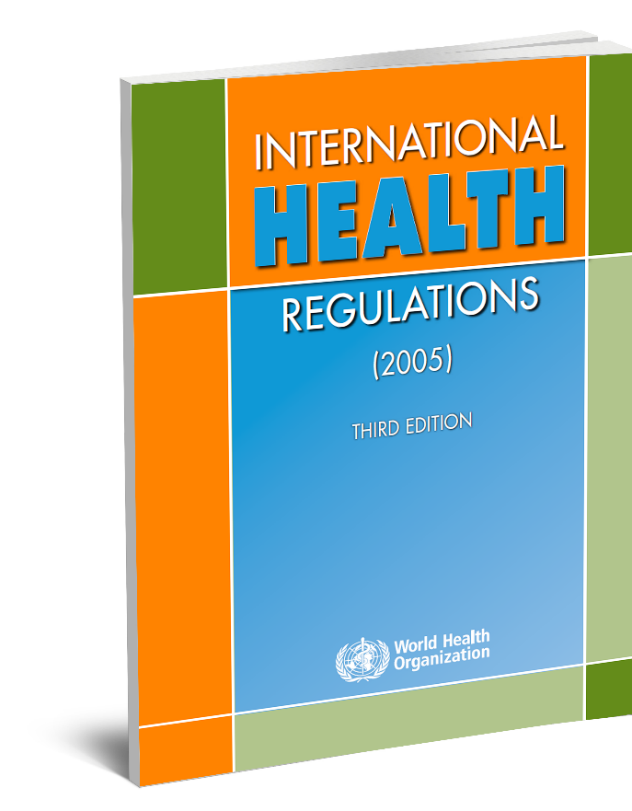 INTERNATIONAL
HEALTH
REGULATIONS
(2005)
THIRD EDITION
World Health
Organization